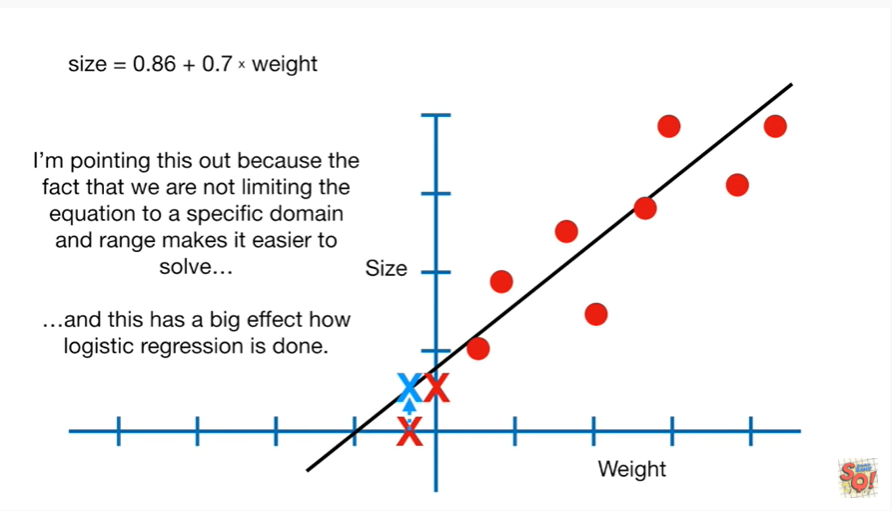 size = 0.86 + 0.7 × weight
I’m pointing this out because the
fact that we are not limiting the
equation to a specific domain
and range makes it easier to
solve…
Size
…and this has a big effect how
logistic regression is done.
X X
X
Weight
SQ!